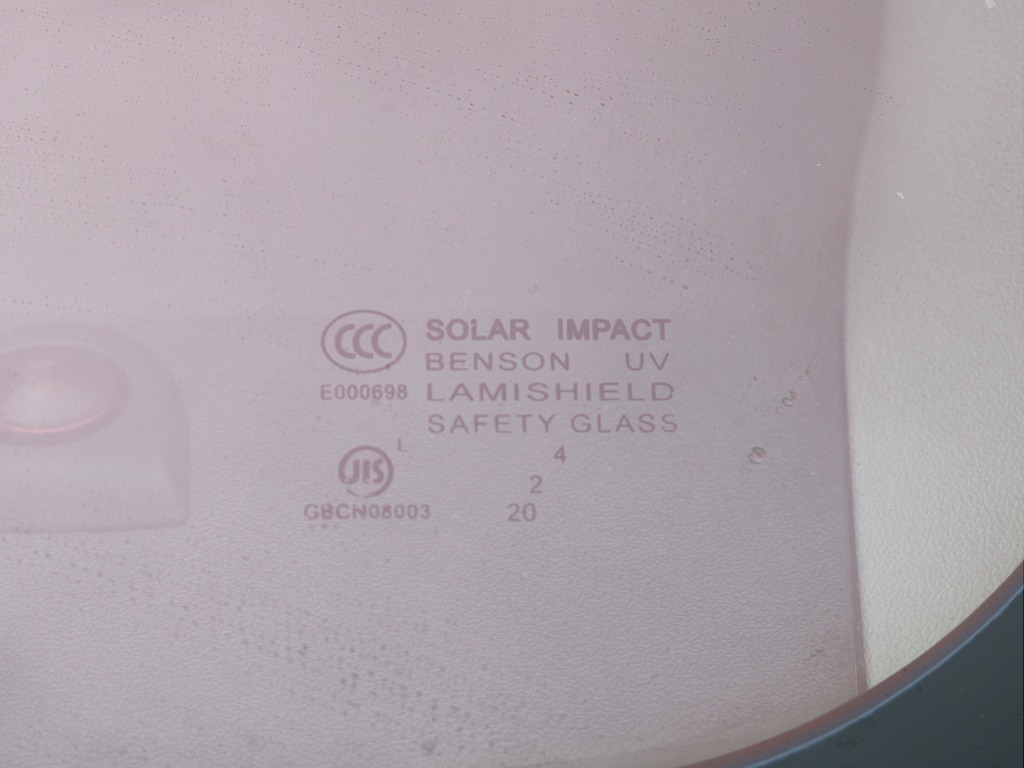 CCC SOLAR IMPACT
BENSON UV
E000698 LAMISHIELD
SAFETY GLASS
L
JIS 4
2
GBCN08003 20